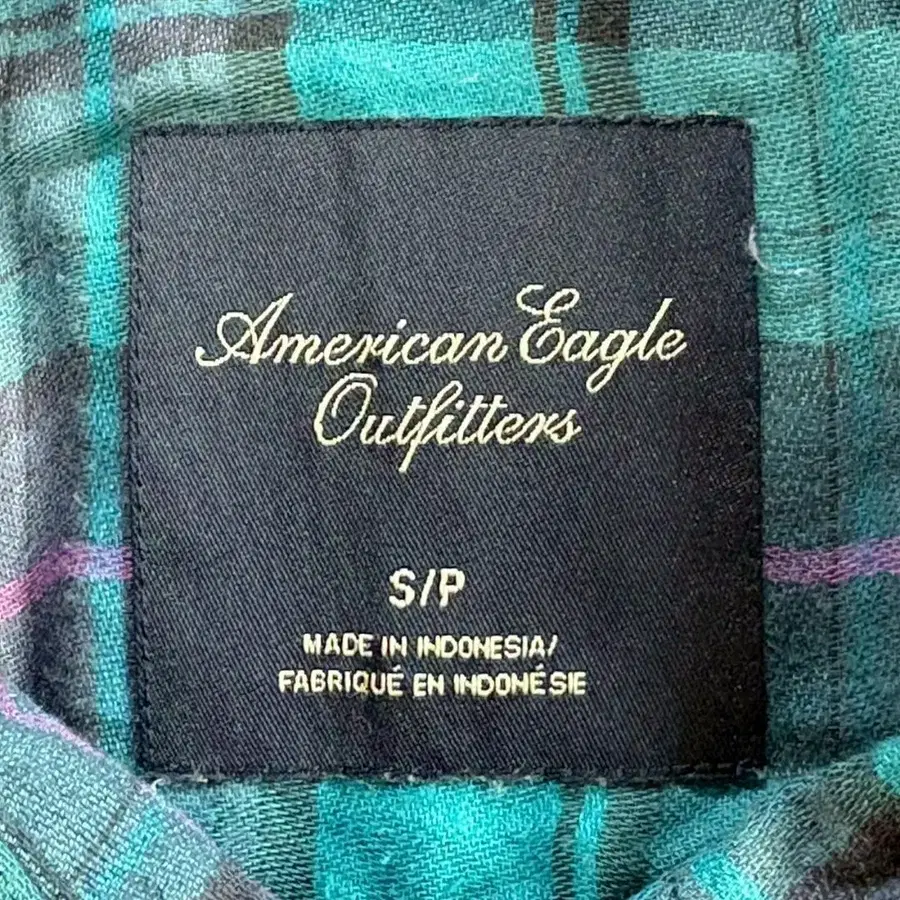 American Eagle
Outfitters
S/P
MADE IN INDONESIA/
FABRIQUÉ EN INDONÉSIE